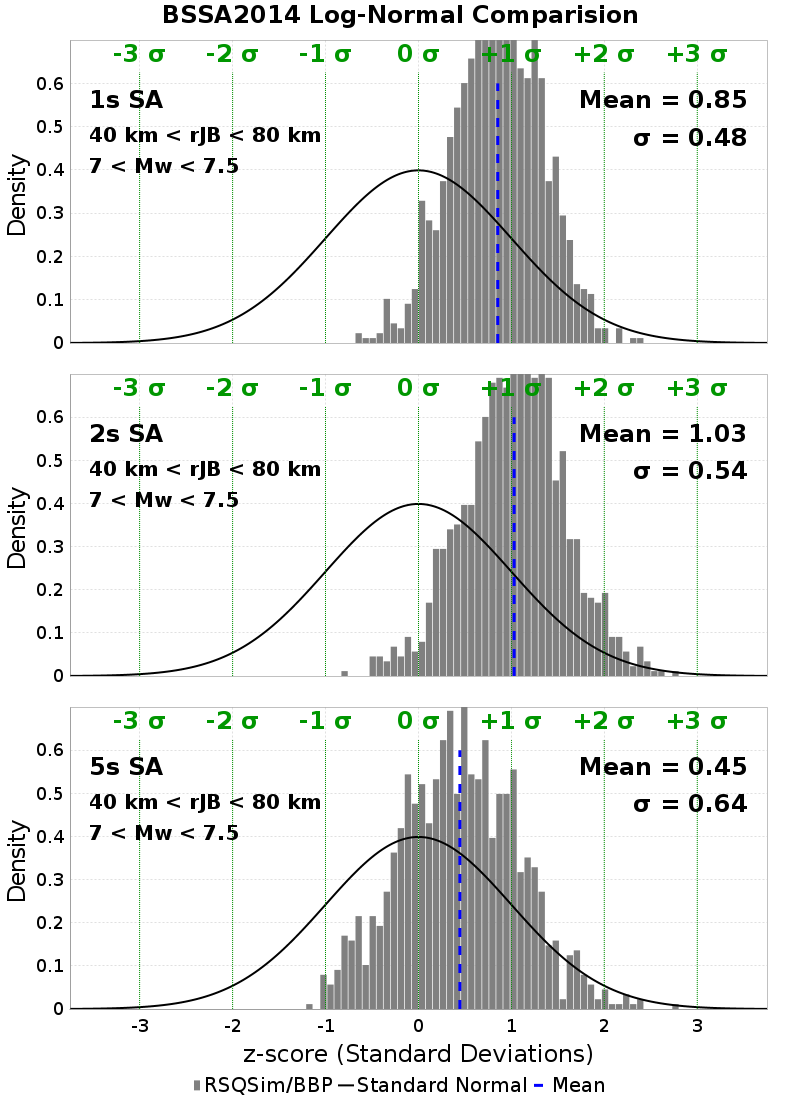 BSSA2014 Log-Normal Comparision
-3 σ -2 σ -1 σ 0 σ +1 σ +2 σ +3 σ
1s SA
Mean = 0.85
40 km < rJB < 80 km
σ = 0.48
7 < Mw < 7.5
Density
0.6
0.5
0.4
0.3
0.2
0.1
0
-3 σ -2 σ -1 σ 0 σ +1 σ +2 σ +3 σ
2s SA
Mean = 1.03
40 km < rJB < 80 km
σ = 0.54
7 < Mw < 7.5
Density
0.6
0.5
0.4
0.3
0.2
0.1
0
-3 σ -2 σ -1 σ 0 σ +1 σ +2 σ +3 σ
5s SA
Mean = 0.45
40 km < rJB < 80 km
σ = 0.64
7 < Mw < 7.5
Density
0.6
0.5
0.4
0.3
0.2
0.1
0
-3 -2 -1 0 1 2 3
z-score (Standard Deviations)
RSQSim/BBP Standard Normal Mean